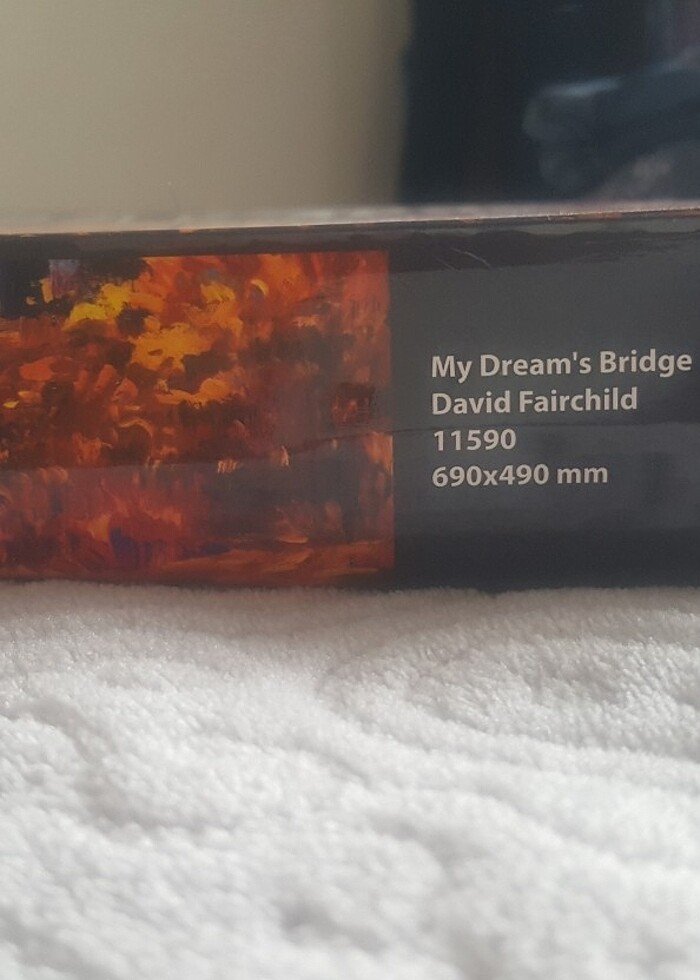 My Dream's Bridge
David Fairchild
11590
690x490 mm